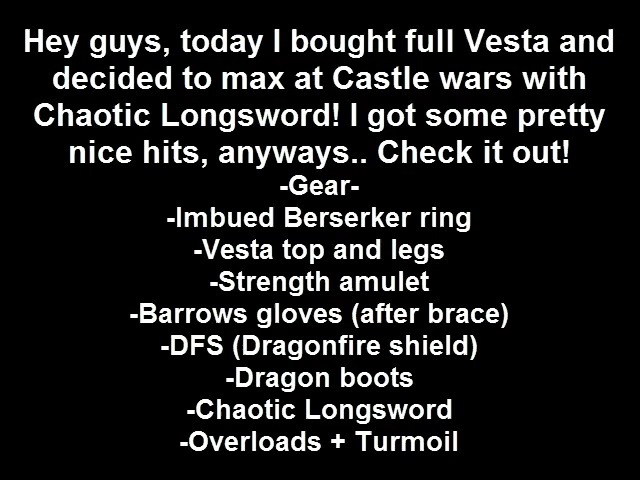 Hey guys, today I bought full Vesta and
decided to max at Castle wars with
Chaotic Longsword! I got some pretty
nice hits, anyways.. Check it out!
-Gear-
-Imbued Berserker ring
-Vesta top and legs
-Strength amulet
-Barrows gloves (after brace)
-DFS (Dragonfire shield)
-Dragon boots
-Chaotic Longsword
-Overloads + Turmoil